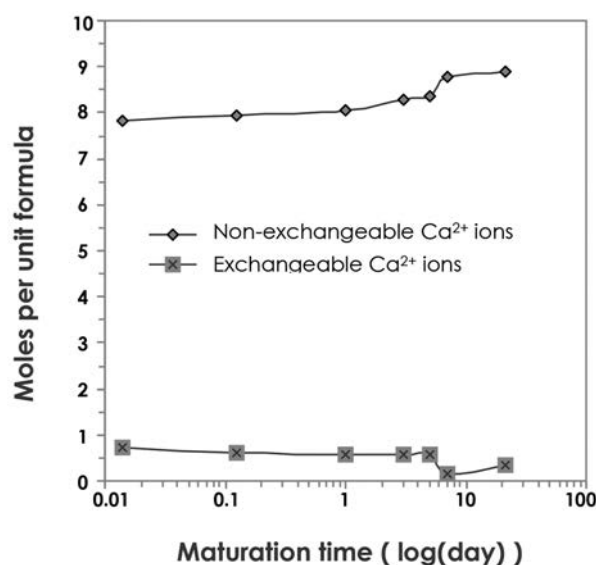 10
9
8
7
6
5
4
3
2
1
0
Non-exchangeable Ca²⁺ ions
Exchangeable Ca²⁺ ions
0.01 0.1 1 10 100
Moles per unit formula
Maturation time ( log(day) )